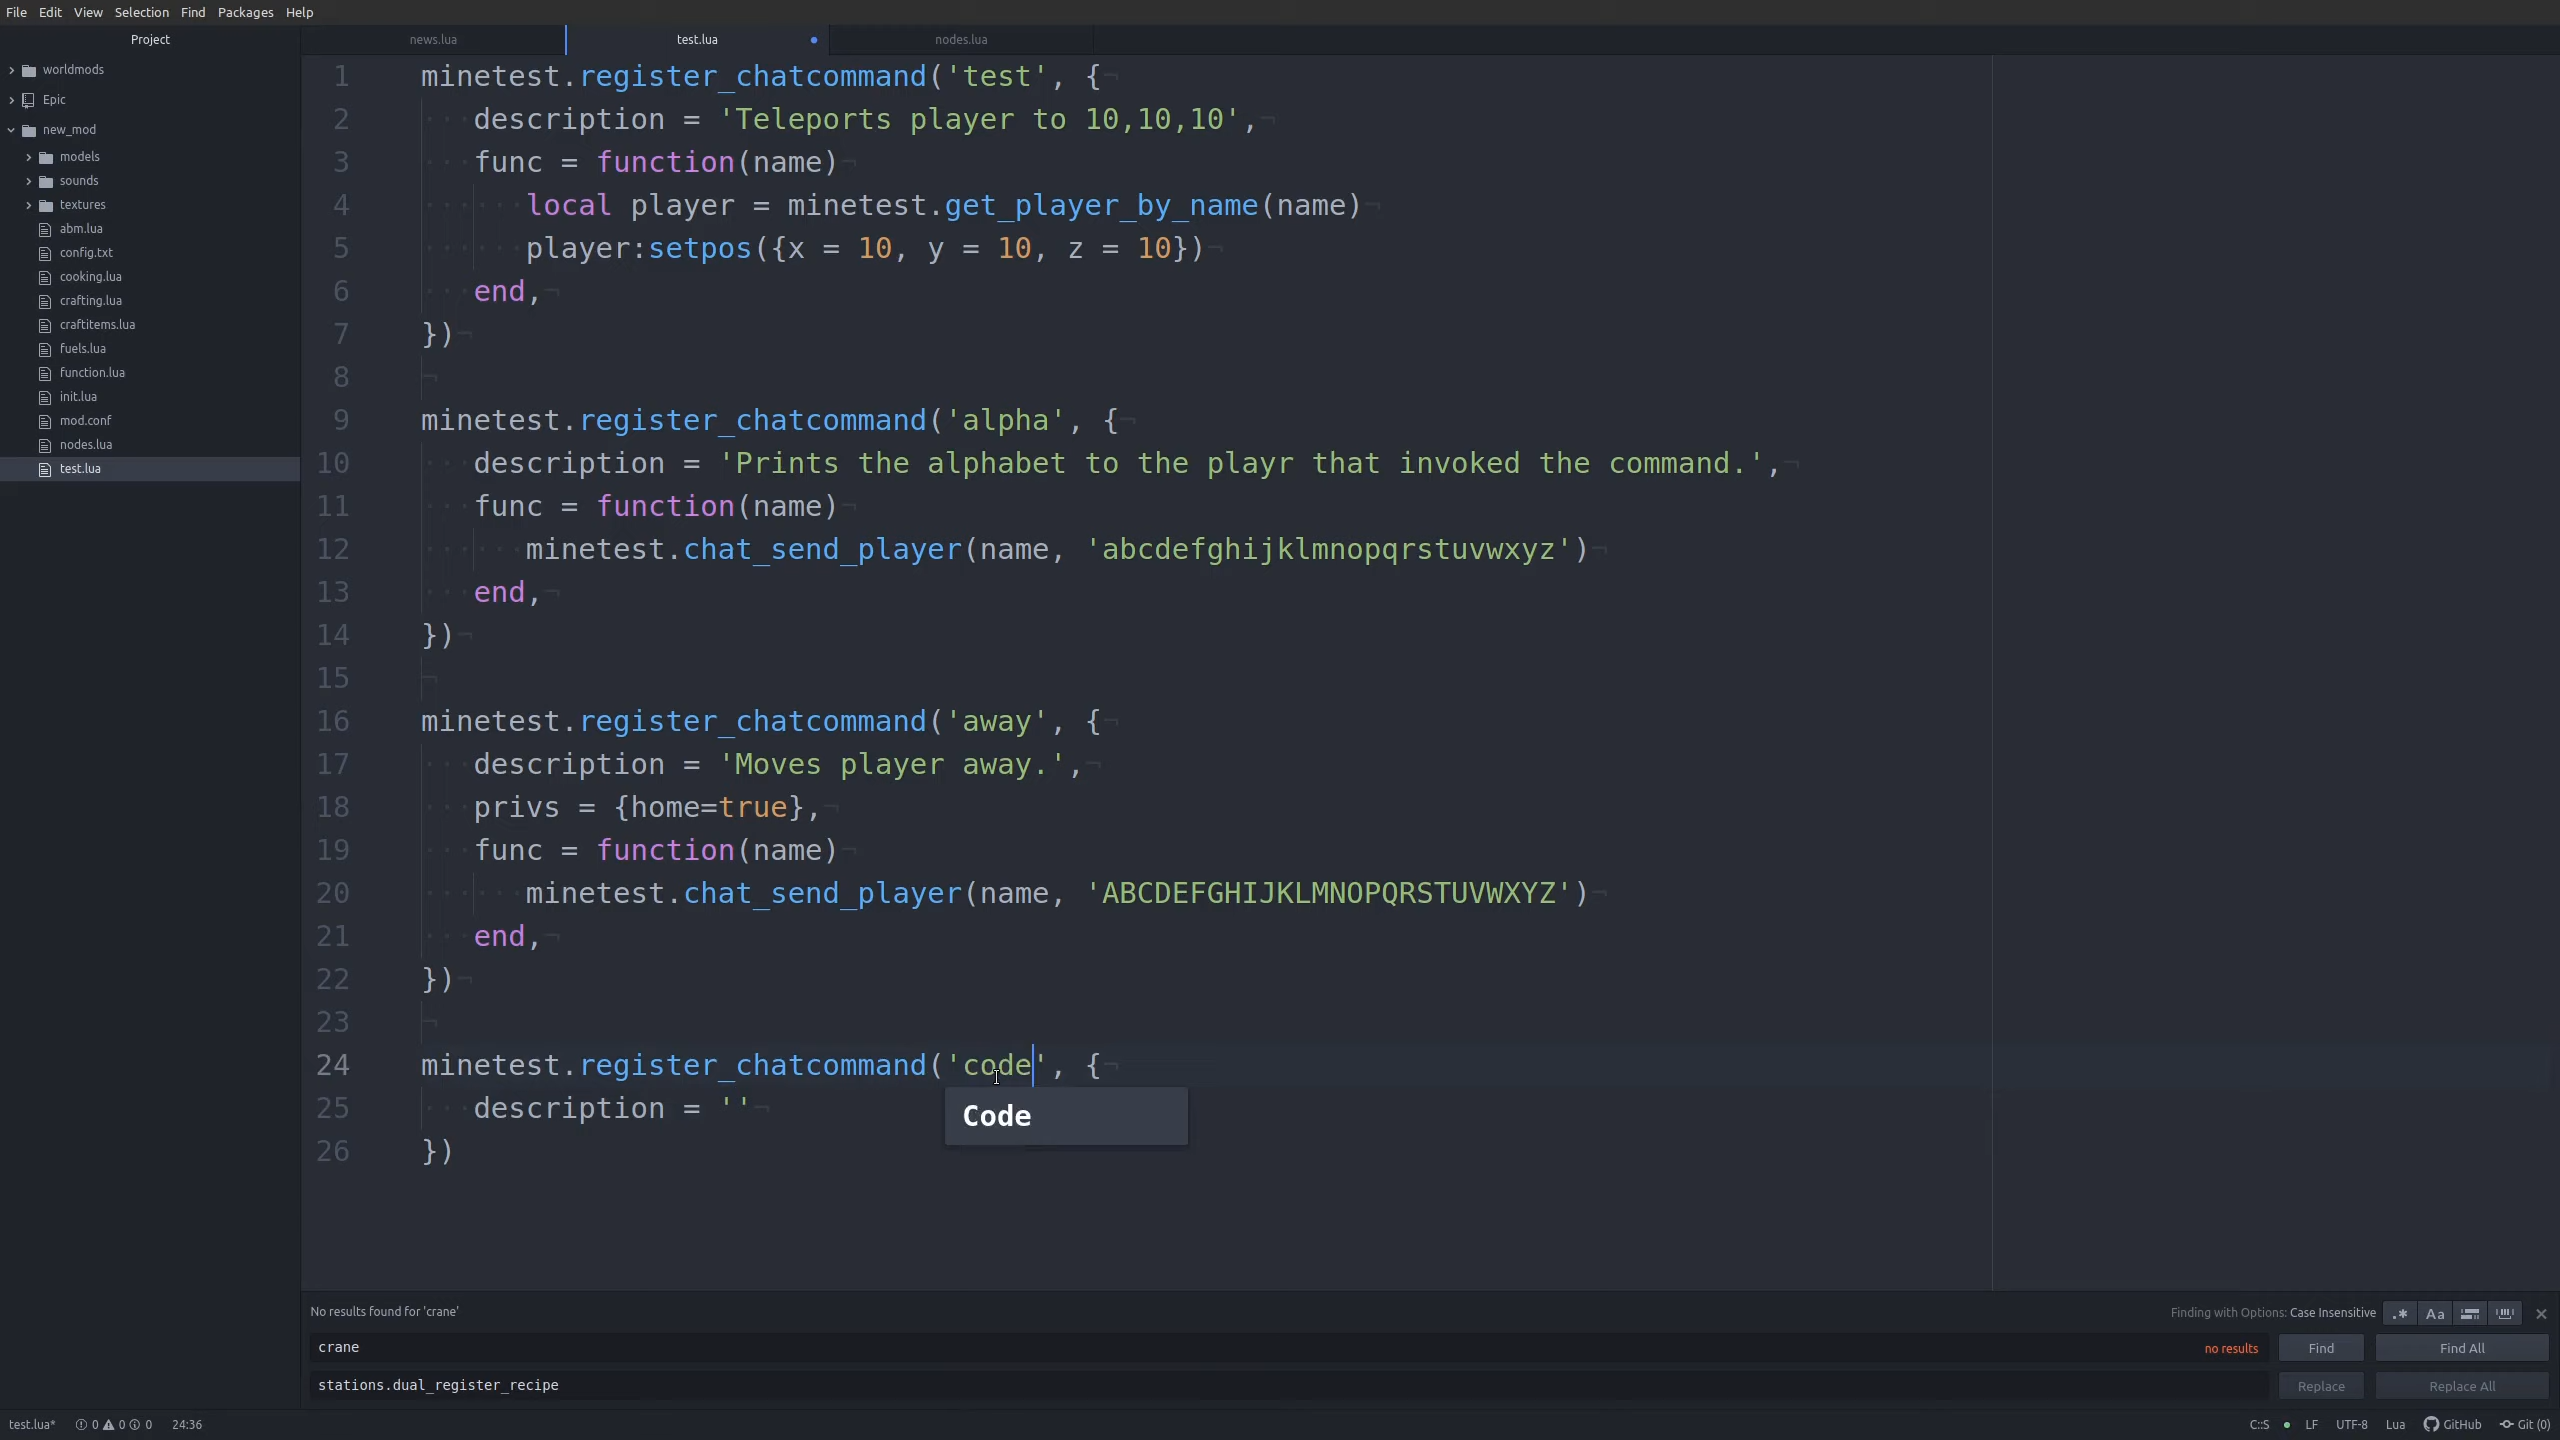 File Edit View Selection Find Packages Help
Project
worldmods
Epic
new_mod
models
sounds
textures
abm.lua
config.txt
cooking.lua
crafting.lua
craftitems.lua
fuels.lua
function.lua
init.lua
mod.conf
nodes.lua
test.lua
news.lua test.lua nodes.lua
1 minetest.register_chatcommand('test', {
2 description = 'Teleports player to 10,10,10',
3 func = function(name)
4 local player = minetest.get_player_by_name(name)
5 player:setpos({x = 10, y = 10, z = 10})
6 end,
7 })
8
9 minetest.register_chatcommand('alpha', {
10 description = 'Prints the alphabet to the playr that invoked the command.',
11 func = function(name)
12 minetest.chat_send_player(name, 'abcdefghijklmnopqrstuvwxyz')
13 end,
14 })
15
16 minetest.register_chatcommand('away', {
17 description = 'Moves player away.',
18 privs = {home=true},
19 func = function(name)
20 minetest.chat_send_player(name, 'ABCDEFGHIJKLMNOPQRSTUVWXYZ')
21 end,
22 })
23
24 minetest.register_chatcommand('code', {
25 description = ''
Code
26 })
No results found for 'crane' Finding with Options: Case Insensitive .* Aa
crane no results Find Find All
stations.dual_register_recipe Replace Replace All
test.lua* 0 0 0 24:36 C::S LF UTF-8 Lua GitHub Git (0)